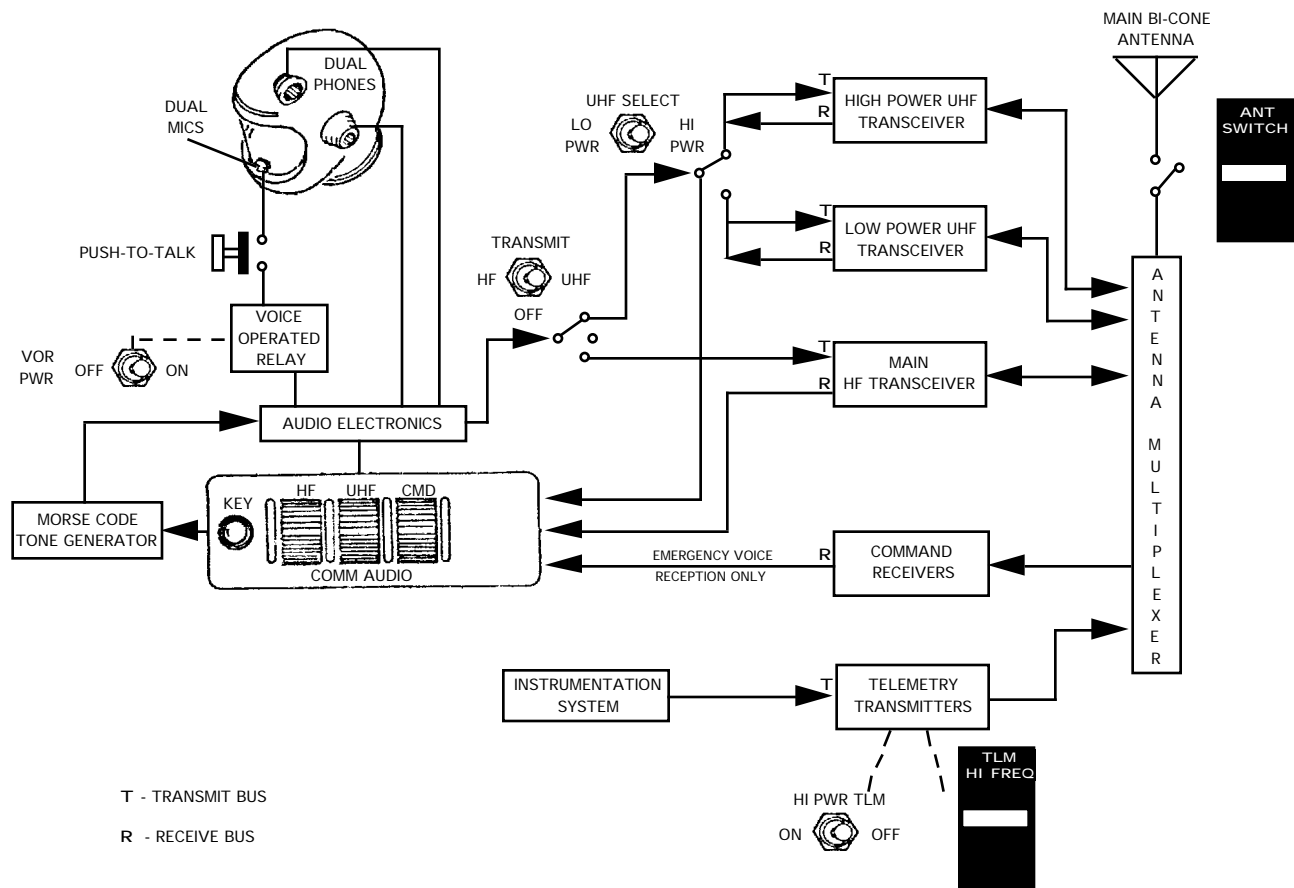 MAIN BI-CONE
ANTENNA
ANT
SWITCH
DUAL
PHONES
DUAL
MICS
PUSH-TO-TALK
VOICE
OPERATED
RELAY
VOR
PWR
OFF
ON
AUDIO ELECTRONICS
MORSE CODE
TONE GENERATOR
KEY
HF
UHF
CMD
COMM AUDIO
TRANSMIT
HF
UHF
OFF
UHF SELECT
LO
PWR
HI
PWR
T
R
HIGH POWER UHF
TRANSCEIVER
T
R
LOW POWER UHF
TRANSCEIVER
T
R
MAIN
HF TRANSCEIVER
EMERGENCY VOICE
RECEPTION ONLY
R
COMMAND
RECEIVERS
INSTRUMENTATION
SYSTEM
T
TELEMETRY
TRANSMITTERS
ANTENNA MULTIPLEXER
HI PWR TLM
ON
OFF
TLM
HI FREQ
T - TRANSMIT BUS
R - RECEIVE BUS